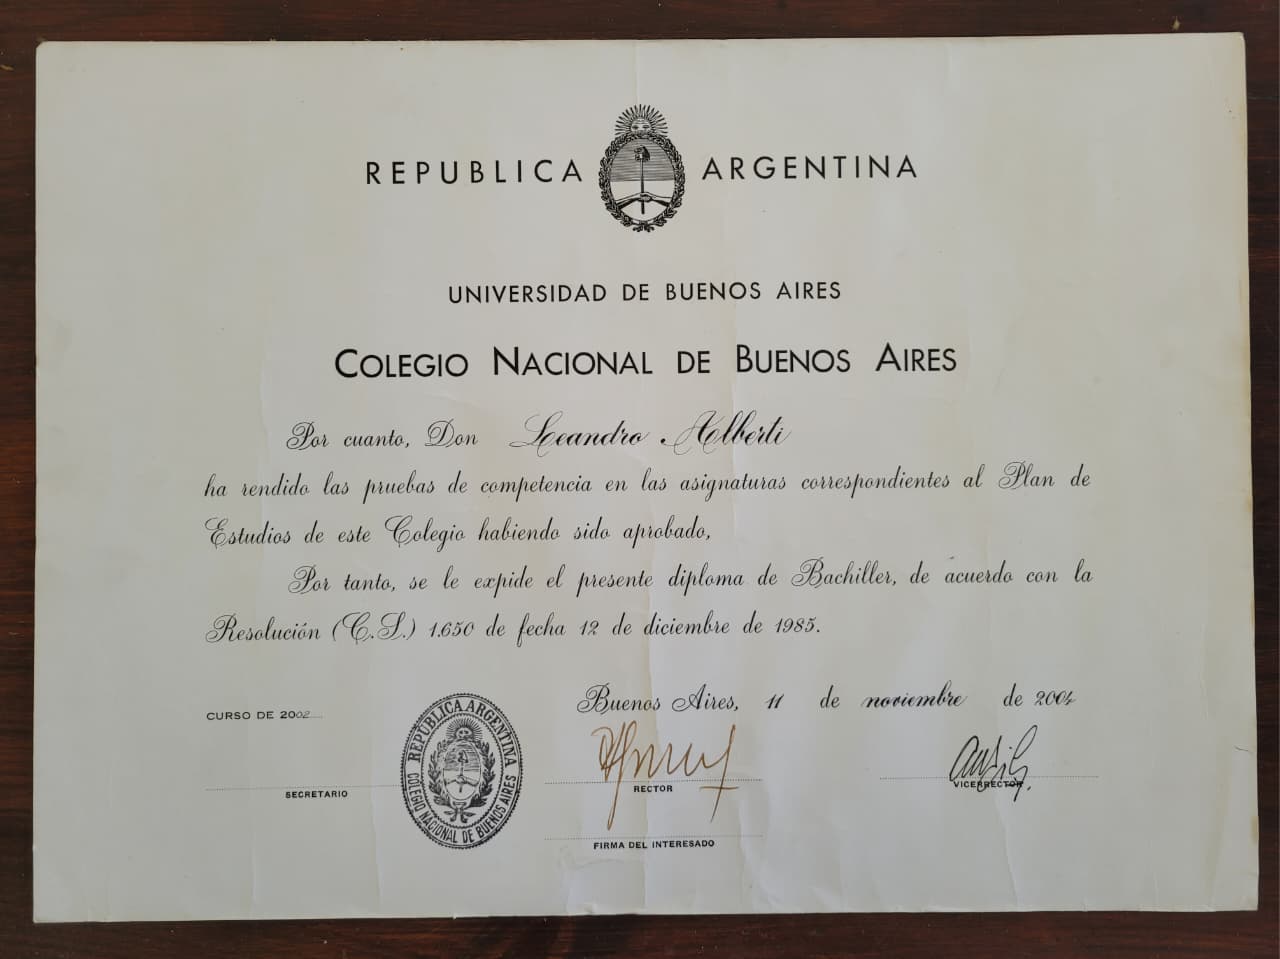 REPUBLICA ARGENTINA
UNIVERSIDAD DE BUENOS AIRES
COLEGIO NACIONAL DE BUENOS AIRES
Por cuanto, Don Leandro Alberti
ha rendido las pruebas de competencia en las asignaturas correspondientes al Plan de
Estudios de este Colegio habiendo sido aprobado,
Por tanto, se le expide el presente diploma de Bachiller, de acuerdo con la
Resolución (C.S.) 1.650 de fecha 12 de diciembre de 1985.
Buenos Aires, 11 de noviembre de 2004
CURSO DE 2002
REPÚBLICA ARGENTINA
COLEGIO NACIONAL DE BUENOS AIRES
SECRETARIO
RECTOR
VICERRECTOR
FIRMA DEL INTERESADO